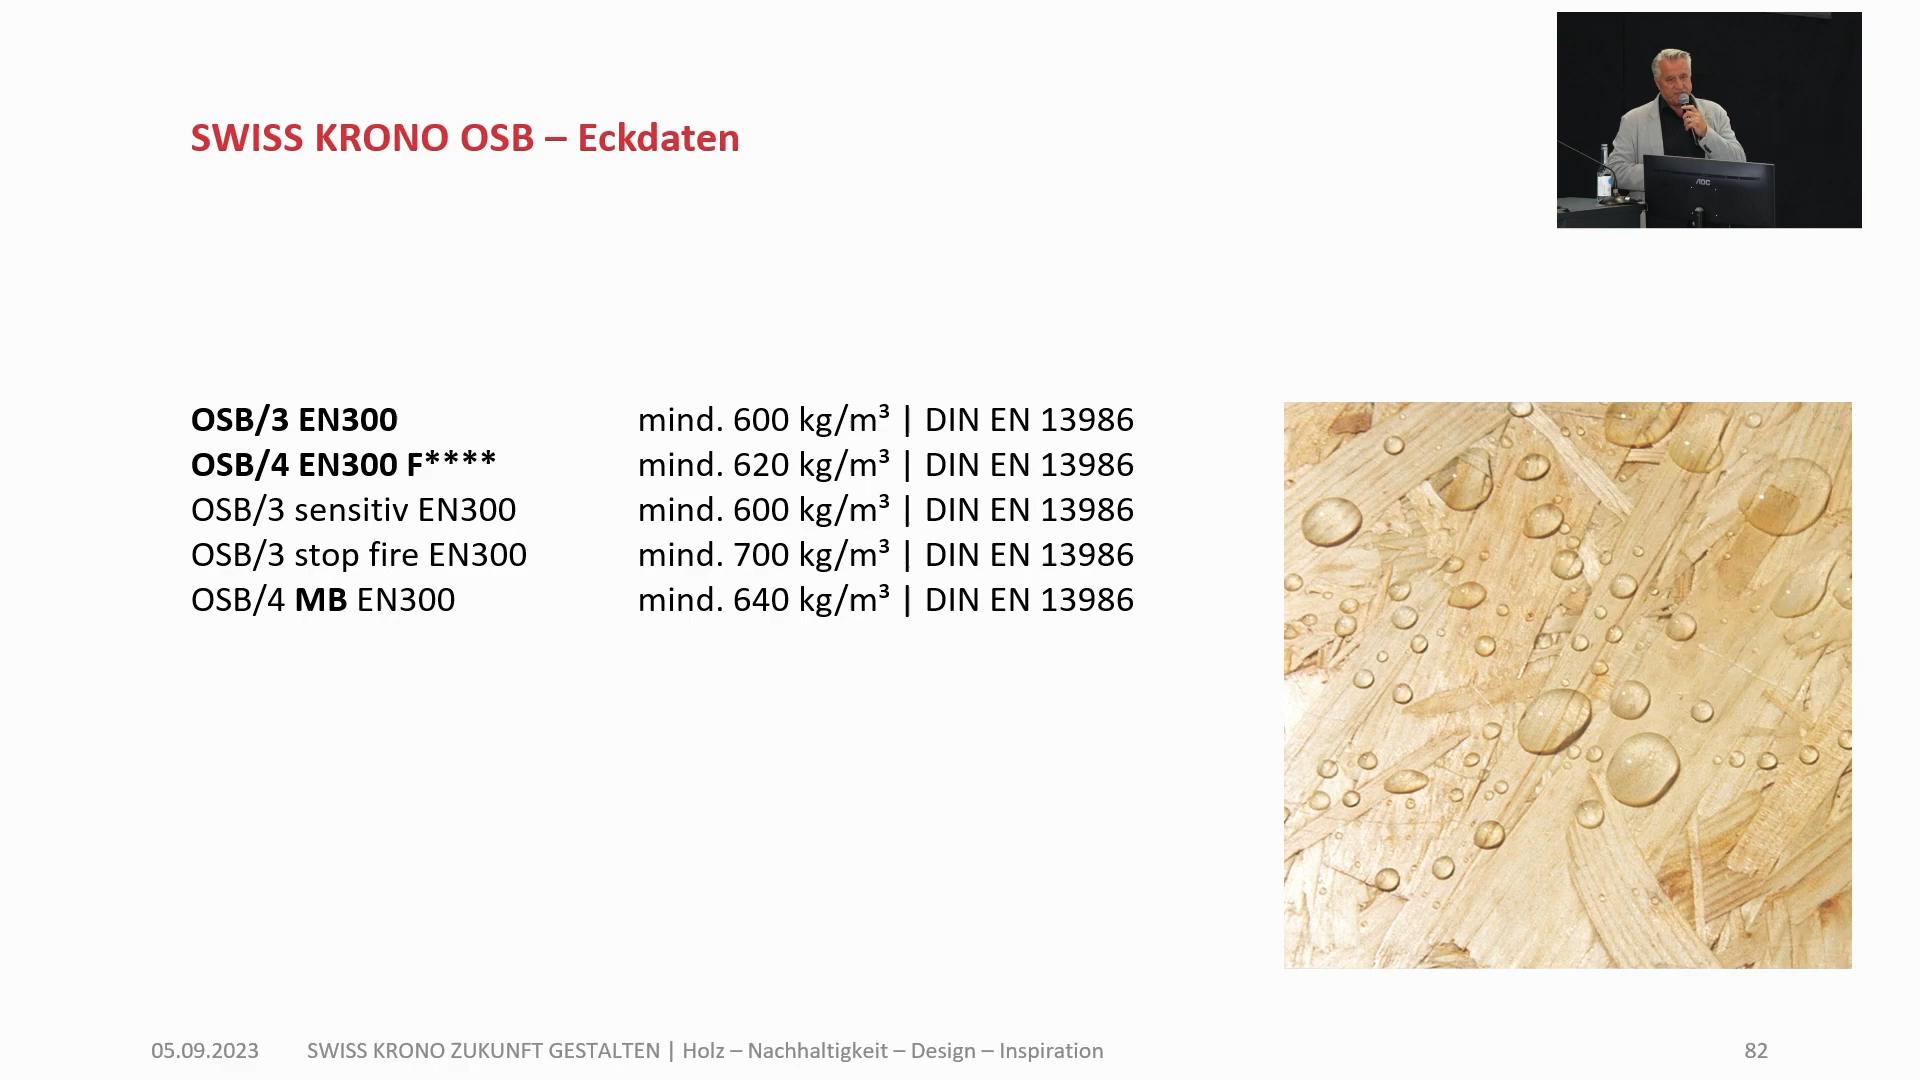 SWISS KRONO OSB – Eckdaten
AOC
OSB/3 EN300 mind. 600 kg/m³ | DIN EN 13986
OSB/4 EN300 F**** mind. 620 kg/m³ | DIN EN 13986
OSB/3 sensitiv EN300 mind. 600 kg/m³ | DIN EN 13986
OSB/3 stop fire EN300 mind. 700 kg/m³ | DIN EN 13986
OSB/4 MB EN300 mind. 640 kg/m³ | DIN EN 13986
05.09.2023 SWISS KRONO ZUKUNFT GESTALTEN | Holz – Nachhaltigkeit – Design – Inspiration 82